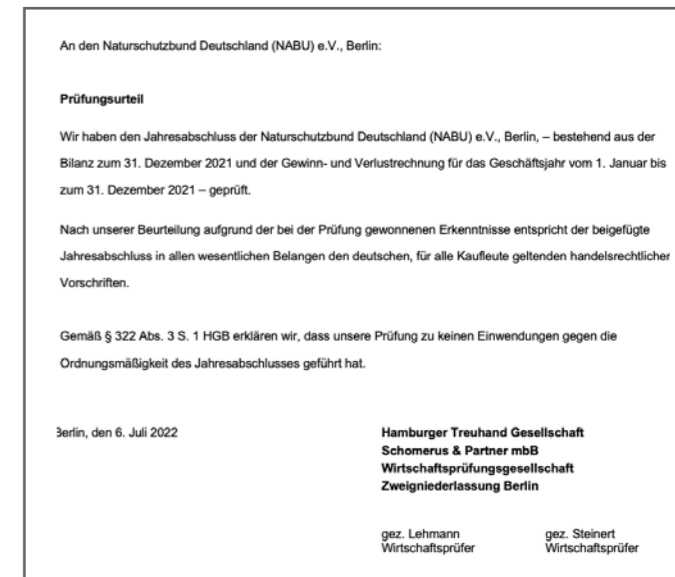 An den Naturschutzbund Deutschland (NABU) e.V., Berlin:
Prüfungsurteil
Wir haben den Jahresabschluss der Naturschutzbund Deutschland (NABU) e.V., Berlin, – bestehend aus der
Bilanz zum 31. Dezember 2021 und der Gewinn- und Verlustrechnung für das Geschäftsjahr vom 1. Januar bis
zum 31. Dezember 2021 – geprüft.
Nach unserer Beurteilung aufgrund der bei der Prüfung gewonnenen Erkenntnisse entspricht der beigefügte
Jahresabschluss in allen wesentlichen Belangen den deutschen, für alle Kaufleute geltenden handelsrechtlicher
Vorschriften.
Gemäß § 322 Abs. 3 S. 1 HGB erklären wir, dass unsere Prüfung zu keinen Einwendungen gegen die
Ordnungsmäßigkeit des Jahresabschlusses geführt hat.
Berlin, den 6. Juli 2022
Hamburger Treuhand Gesellschaft
Schomerus & Partner mbB
Wirtschaftsprüfungsgesellschaft
Zweigniederlassung Berlin
gez. Lehmann gez. Steinert
Wirtschaftsprüfer Wirtschaftsprüfer